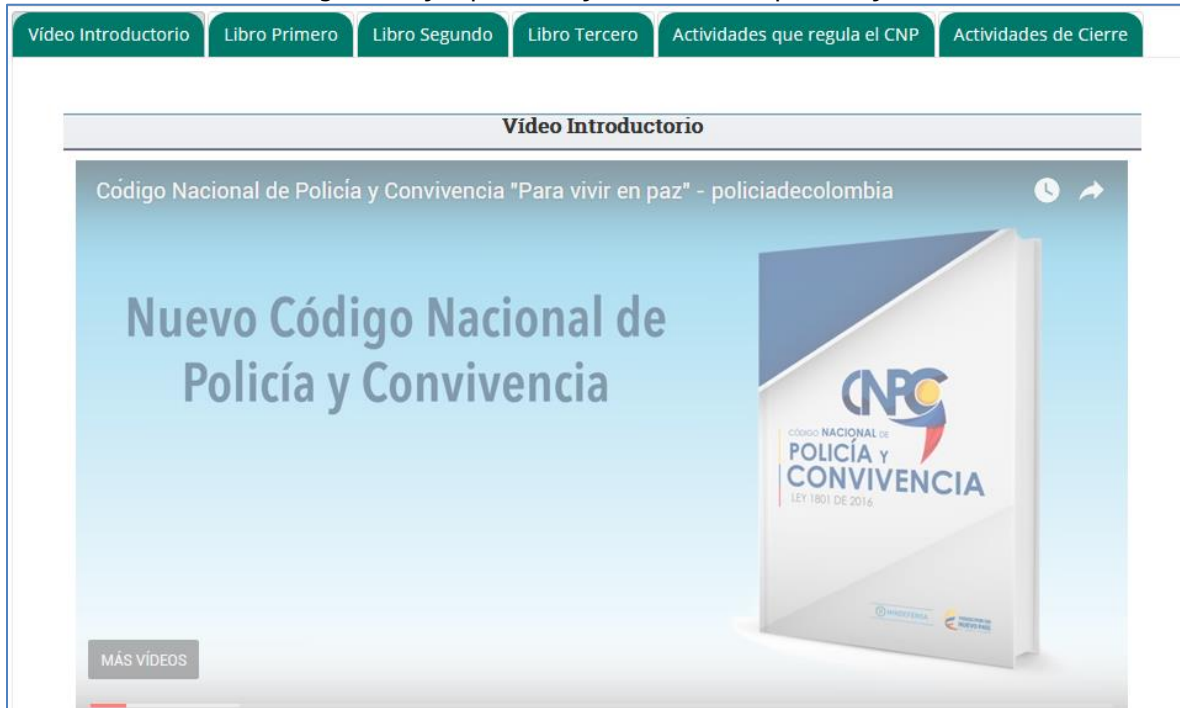 Vídeo Introductorio
Libro Primero
Libro Segundo
Libro Tercero
Actividades que regula el CNP
Actividades de Cierre
Vídeo Introductorio
Código Nacional de Policía y Convivencia "Para vivir en paz" - policiadecolombia
Nuevo Código Nacional de
Policía y Convivencia
CNPC
CÓDIGO NACIONAL DE
POLICÍA Y
CONVIVENCIA
LEY 1801 DE 2016
MINDEFENSA
MÁS VÍDEOS